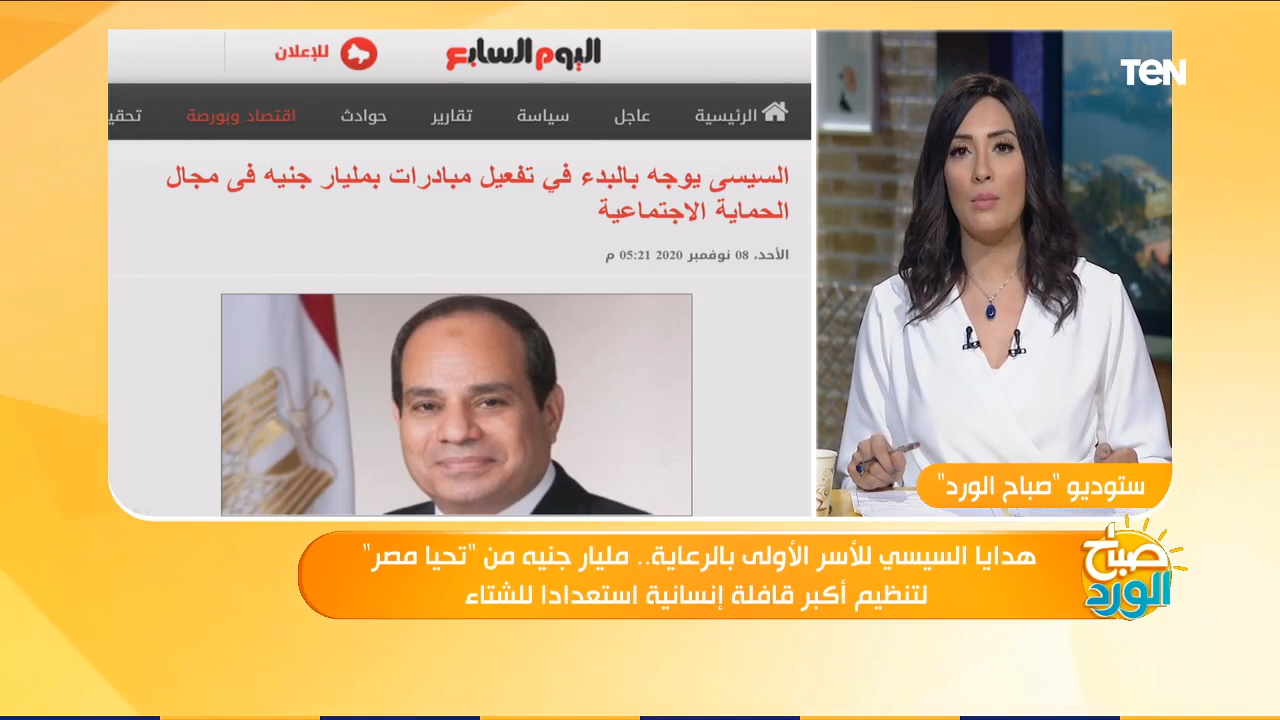 TEN
اليوم السابع
للإعلان
الرئيسية عاجل سياسة تقارير حوادث اقتصاد وبورصة تحقي
السيسى يوجه بالبدء في تفعيل مبادرات بمليار جنيه فى مجال
الحماية الاجتماعية
الأحد، 08 نوفمبر 2020 05:21 م
ستوديو "صباح الورد"
هدايا السيسي للأسر الأولى بالرعاية.. مليار جنيه من "تحيا مصر"
لتنظيم أكبر قافلة إنسانية استعدادا للشتاء
صباح
الورد